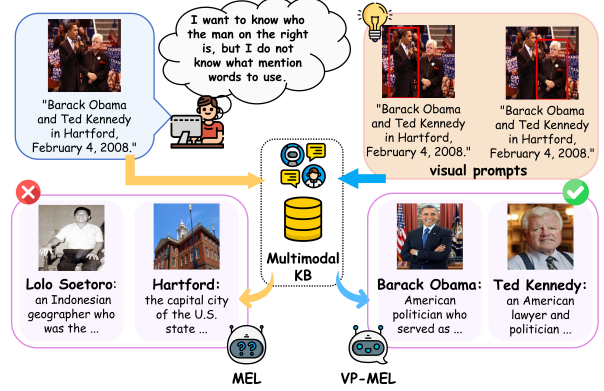 I want to know who
the man on the right
is, but I do not
know what mention
words to use.
"Barack Obama
and Ted Kennedy
in Hartford,
February 4, 2008."
"Barack Obama
and Ted Kennedy
in Hartford,
February 4, 2008."
"Barack Obama
and Ted Kennedy
in Hartford,
February 4, 2008."
visual prompts
Multimodal
KB
Lolo Soetoro:
an Indonesian
geographer who
was the ...
Hartford:
the capital city
of the U.S.
state ...
Barack Obama:
American
politician who
served as ...
Ted Kennedy:
an American
lawyer and
politician ...
??
MEL
VP-MEL